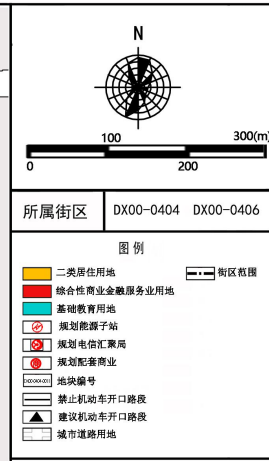 N
100 300(m)
0 200
所属街区 DX00-0404 DX00-0406
图例
二类居住用地 街区范围
综合性商业金融服务业用地
基础教育用地
规划能源子站
规划电信汇聚局
规划配套商业
地块编号
禁止机动车开口路段
建议机动车开口路段
城市道路用地